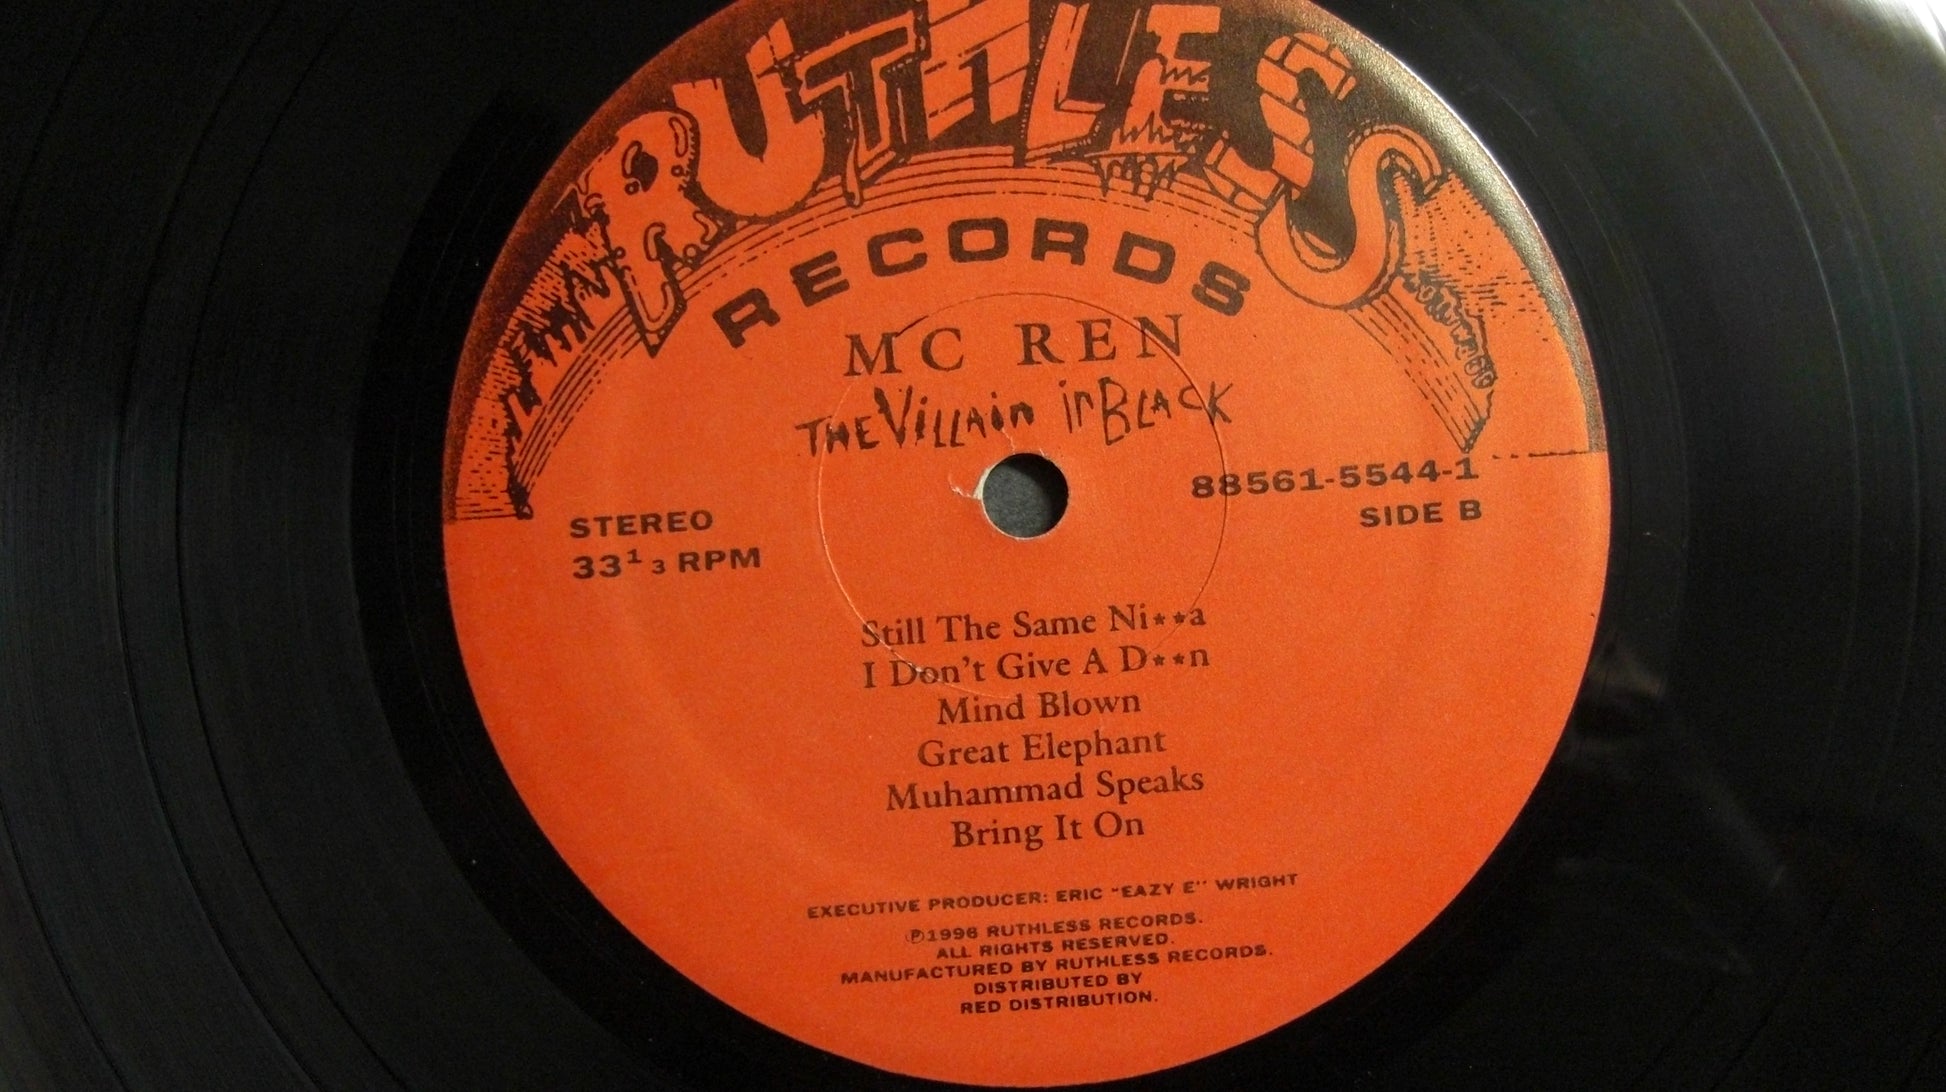 RUTHLESS
RECORDS
MC REN
THE VILLAIN IN BLACK
88561-5544-1
SIDE B
STEREO
33 1 3 RPM
Still The Same Ni**a
I Don't Give A D**n
Mind Blown
Great Elephant
Muhammad Speaks
Bring It On
EXECUTIVE PRODUCER: ERIC "EAZY E" WRIGHT
℗1996 RUTHLESS RECORDS.
ALL RIGHTS RESERVED.
MANUFACTURED BY RUTHLESS RECORDS.
DISTRIBUTED BY
RED DISTRIBUTION.